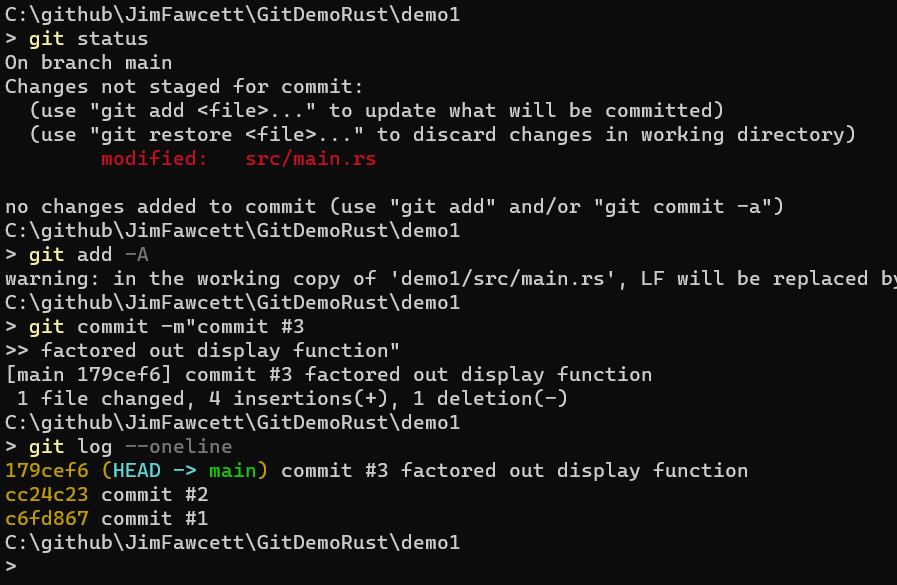 C:\github\JimFawcett\GitDemoRust\demo1
> git status
On branch main
Changes not staged for commit:
  (use "git add <file>..." to update what will be committed)
  (use "git restore <file>..." to discard changes in working directory)
        modified:   src/main.rs

no changes added to commit (use "git add" and/or "git commit -a")
C:\github\JimFawcett\GitDemoRust\demo1
> git add -A
warning: in the working copy of 'demo1/src/main.rs', LF will be replaced by
C:\github\JimFawcett\GitDemoRust\demo1
> git commit -m"commit #3
>> factored out display function"
[main 179cef6] commit #3 factored out display function
 1 file changed, 4 insertions(+), 1 deletion(-)
C:\github\JimFawcett\GitDemoRust\demo1
> git log --oneline
179cef6 (HEAD -> main) commit #3 factored out display function
cc24c23 commit #2
c6fd867 commit #1
C:\github\JimFawcett\GitDemoRust\demo1
>